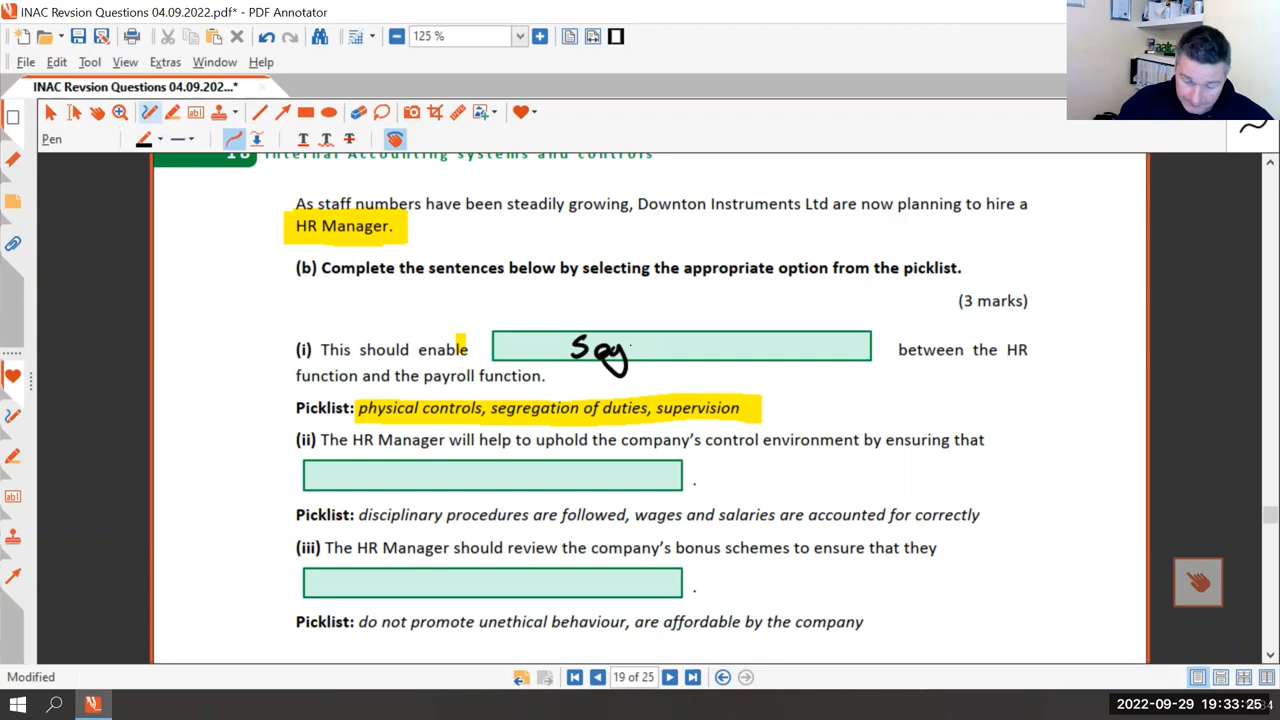 INAC Revision Questions 04.09.2022.pdf* - PDF Annotator
125 %
File Edit Tool View Extras Window Help
INAC Revsion Questions 04.09.202...*
Pen
18 Internal Accounting systems and controls
As staff numbers have been steadily growing, Downton Instruments Ltd are now planning to hire a
HR Manager.
(b) Complete the sentences below by selecting the appropriate option from the picklist.
(3 marks)
(i) This should enable Seg between the HR
function and the payroll function.
Picklist: physical controls, segregation of duties, supervision
(ii) The HR Manager will help to uphold the company's control environment by ensuring that
.
Picklist: disciplinary procedures are followed, wages and salaries are accounted for correctly
(iii) The HR Manager should review the company's bonus schemes to ensure that they
.
Picklist: do not promote unethical behaviour, are affordable by the company
Modified 19 of 25
2022-09-29 19:33:25